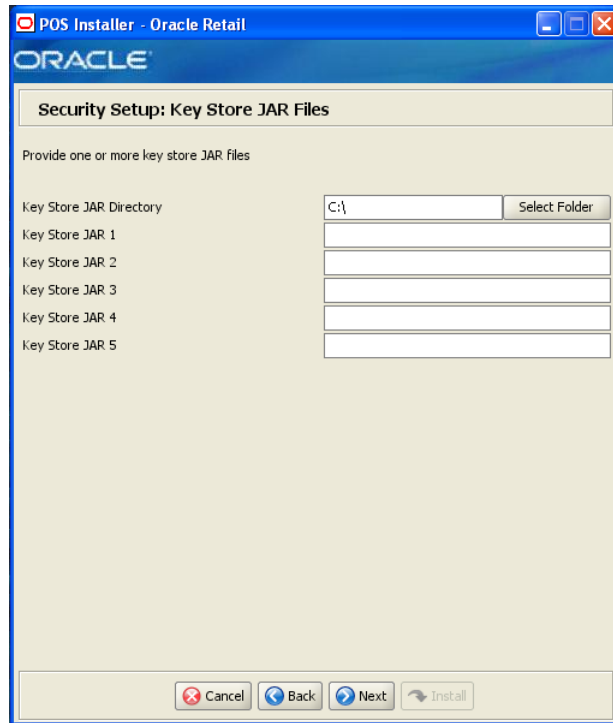 POS Installer - Oracle Retail
ORACLE
Security Setup: Key Store JAR Files
Provide one or more key store JAR files
Key Store JAR Directory C:\ Select Folder
Key Store JAR 1
Key Store JAR 2
Key Store JAR 3
Key Store JAR 4
Key Store JAR 5
Cancel Back Next Install